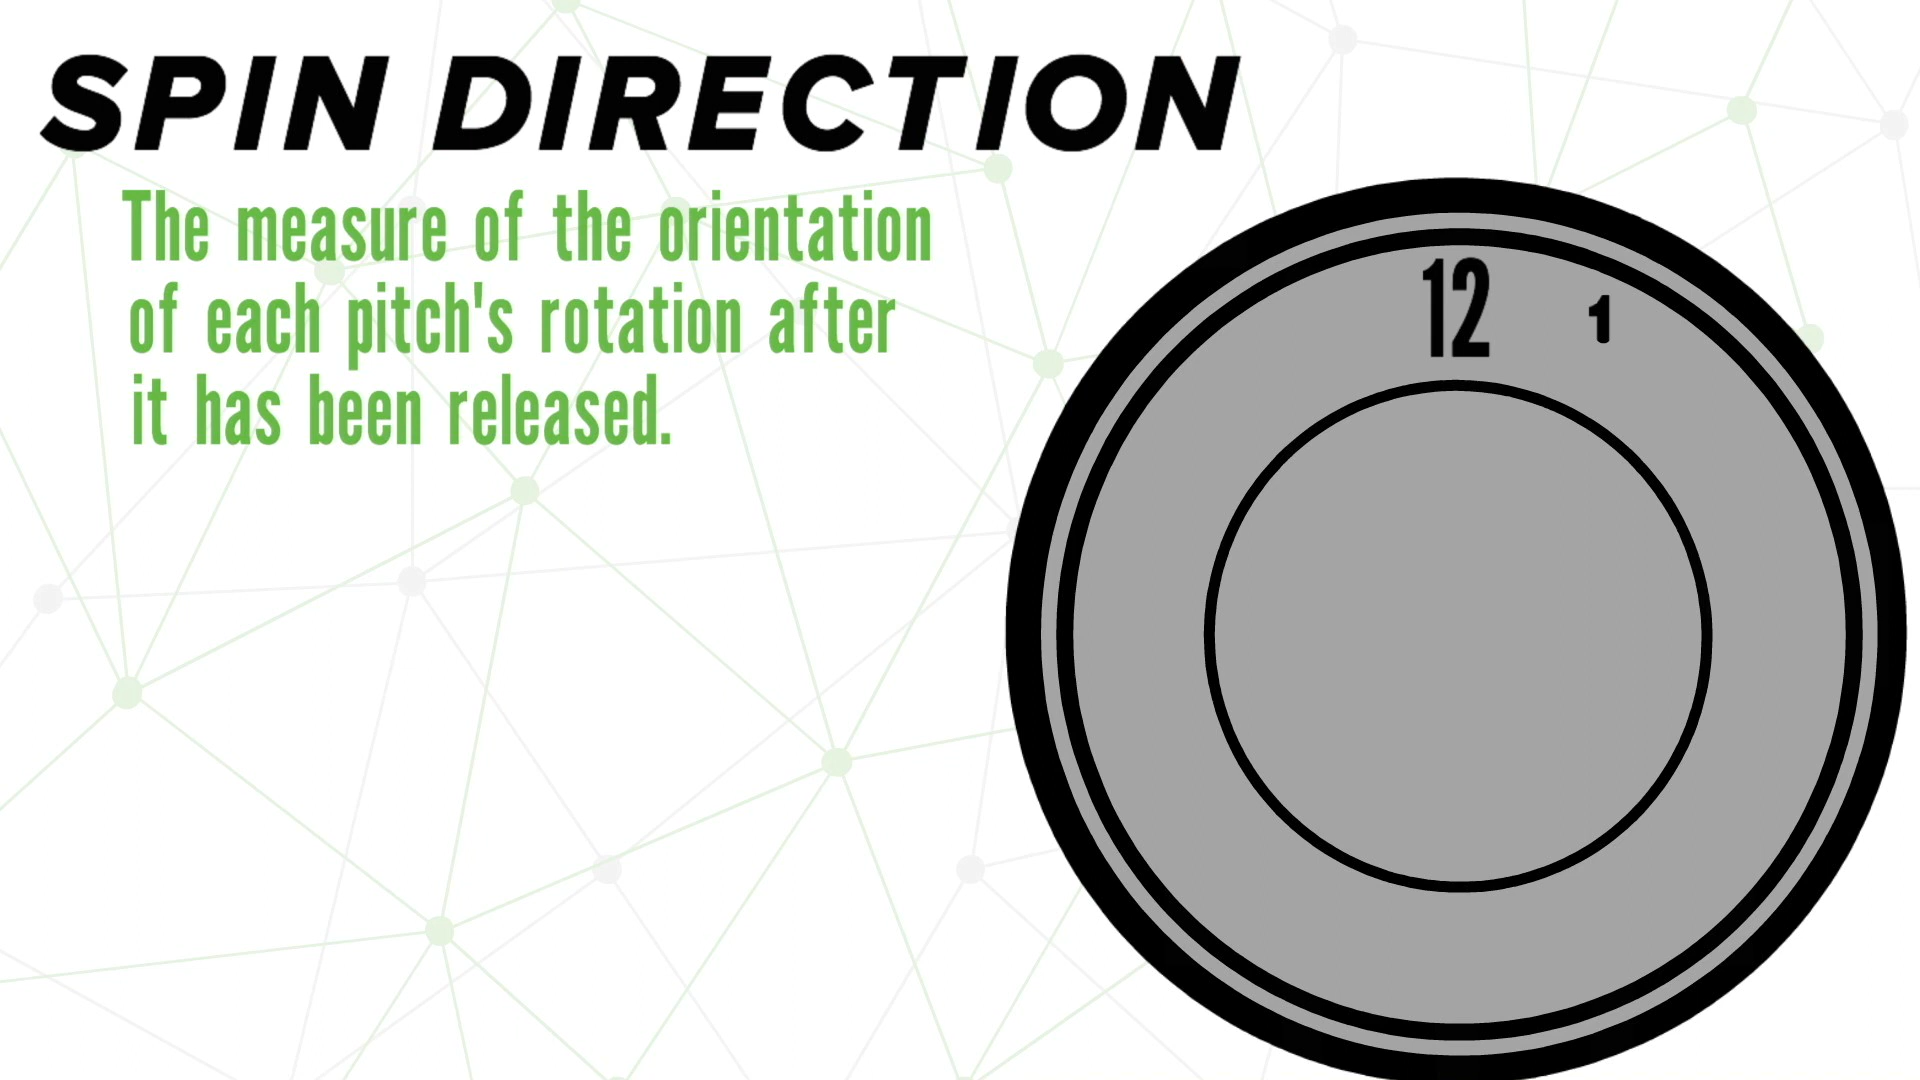 SPIN DIRECTION
The measure of the orientation
of each pitch's rotation after
it has been released.
12
1